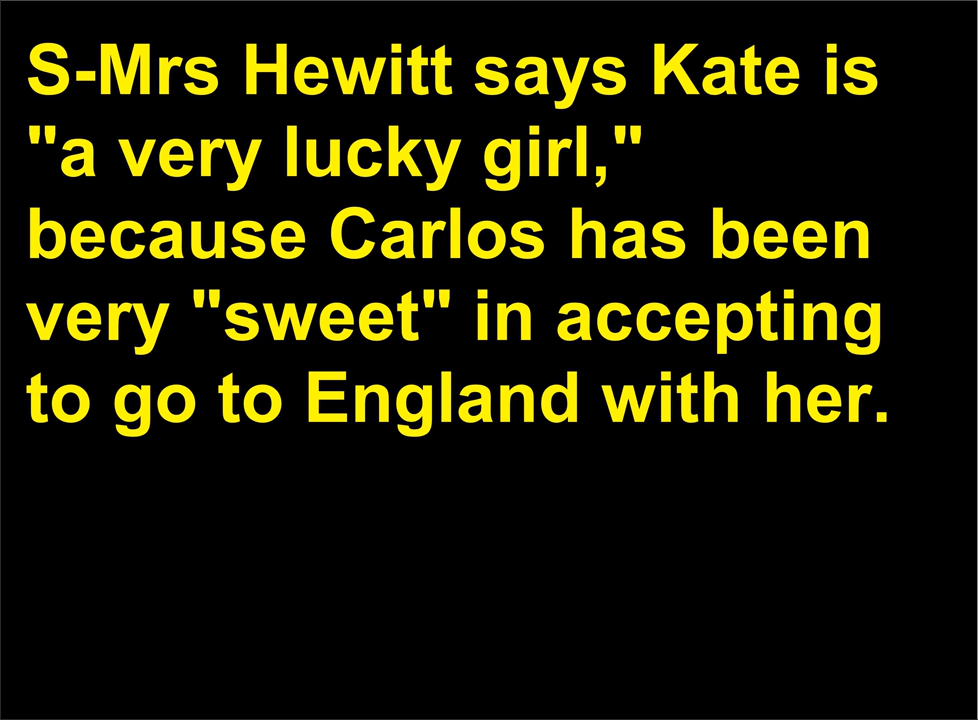 S-Mrs Hewitt says Kate is
"a very lucky girl,"
because Carlos has been
very "sweet" in accepting
to go to England with her.